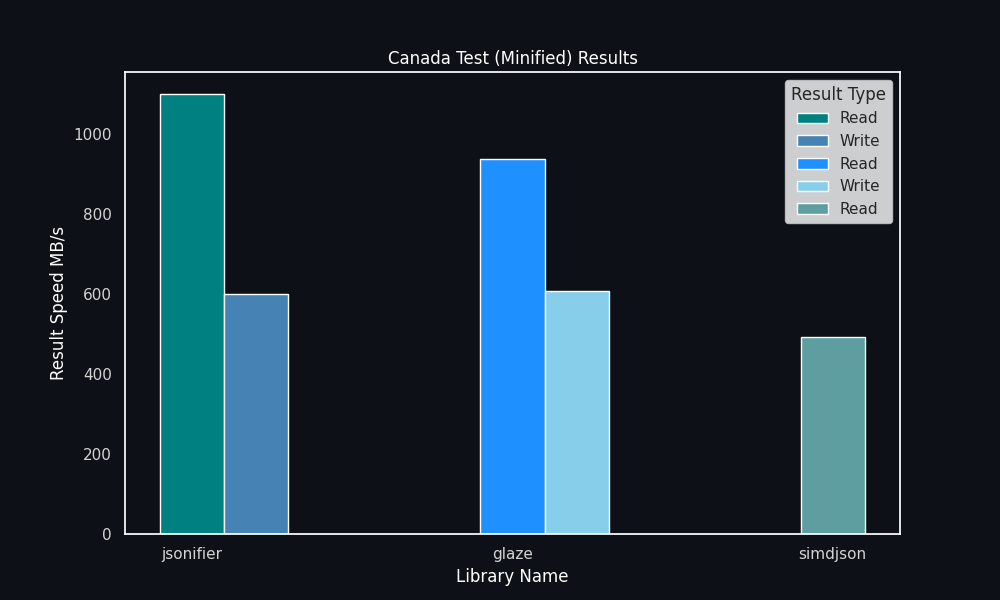 Canada Test (Minified) Results
Result Type
Read
Write
Read
Write
Read
Result Speed MB/s
1000
800
600
400
200
0
jsonifier
glaze
simdjson
Library Name